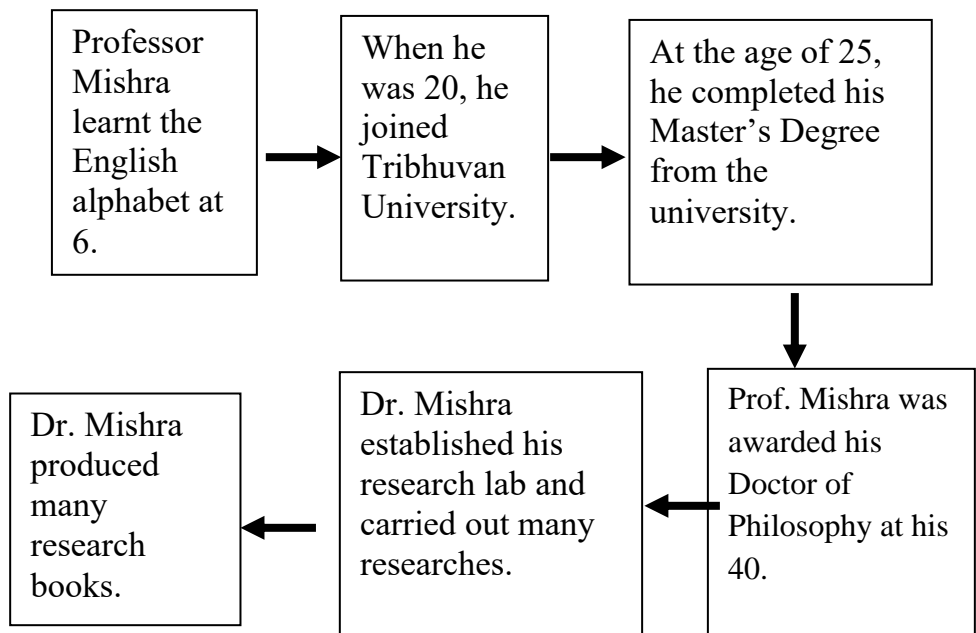 Professor
Mishra
learnt the
English
alphabet at
6.
When he
was 20, he
joined
Tribhuvan
University.
At the age of 25,
he completed his
Master’s Degree
from the
university.
Prof. Mishra was
awarded his
Doctor of
Philosophy at his
40.
Dr. Mishra
established his
research lab and
carried out many
researches.
Dr. Mishra
produced
many
research
books.